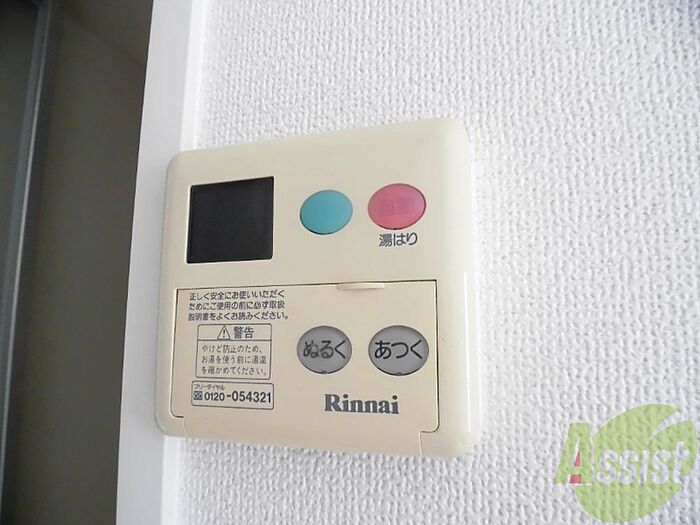 湯はり
正しく安全にお使いいただく
ためにご使用の前に必ず取扱
説明書をよくお読みください。
警告
やけど防止のため、
お湯を使う前に湯温
を確かめてください。
フリーダイヤル
0120-054321
ぬるく
あつく
Rinnai
Assist